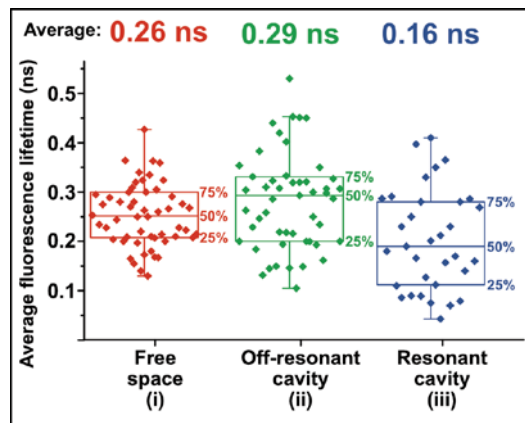 Average: 0.26 ns 0.29 ns 0.16 ns
Average fluorescence lifetime (ns)
0.5
0.4
0.3
0.2
0.1
75%
50%
25%
75%
50%
25%
75%
50%
25%
Free
space
(i)
Off-resonant
cavity
(ii)
Resonant
cavity
(iii)